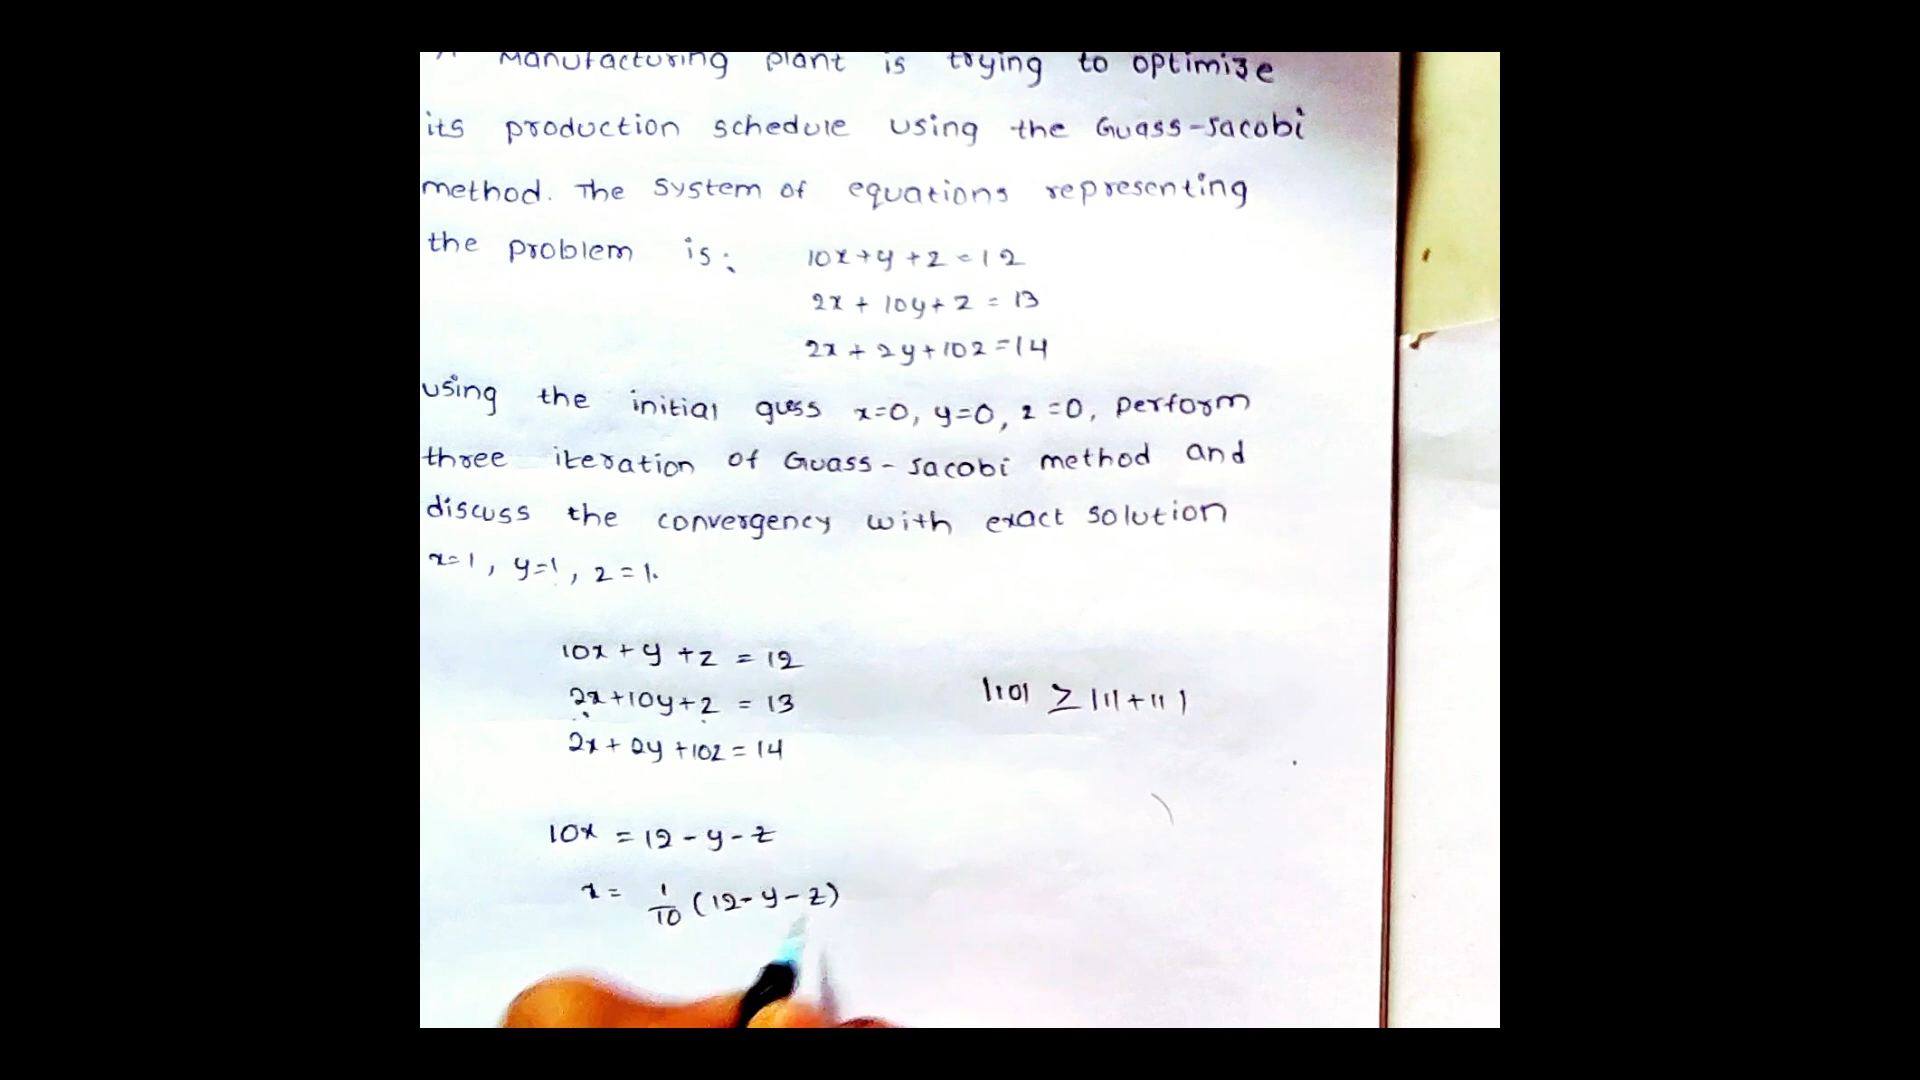 A Manufacturing plant is trying to optimize
its production schedule using the Guass-Jacobi
method. The System of equations representing
the problem is: 10x+y+z=12
2x + 10y + z = 13
2x + 2y + 10z = 14
using the initial guess x=0, y=0, z=0, perform
three iteration of Guass-Jacobi method and
discuss the convergency with exact solution
x=1, y=1, z=1.
10x + y + z = 12
2x+10y+z = 13
|10| ≥ |1|+|1|
2x + 2y + 10z = 14
10x = 12 - y - z
x = 1/10 (12 - y - z)